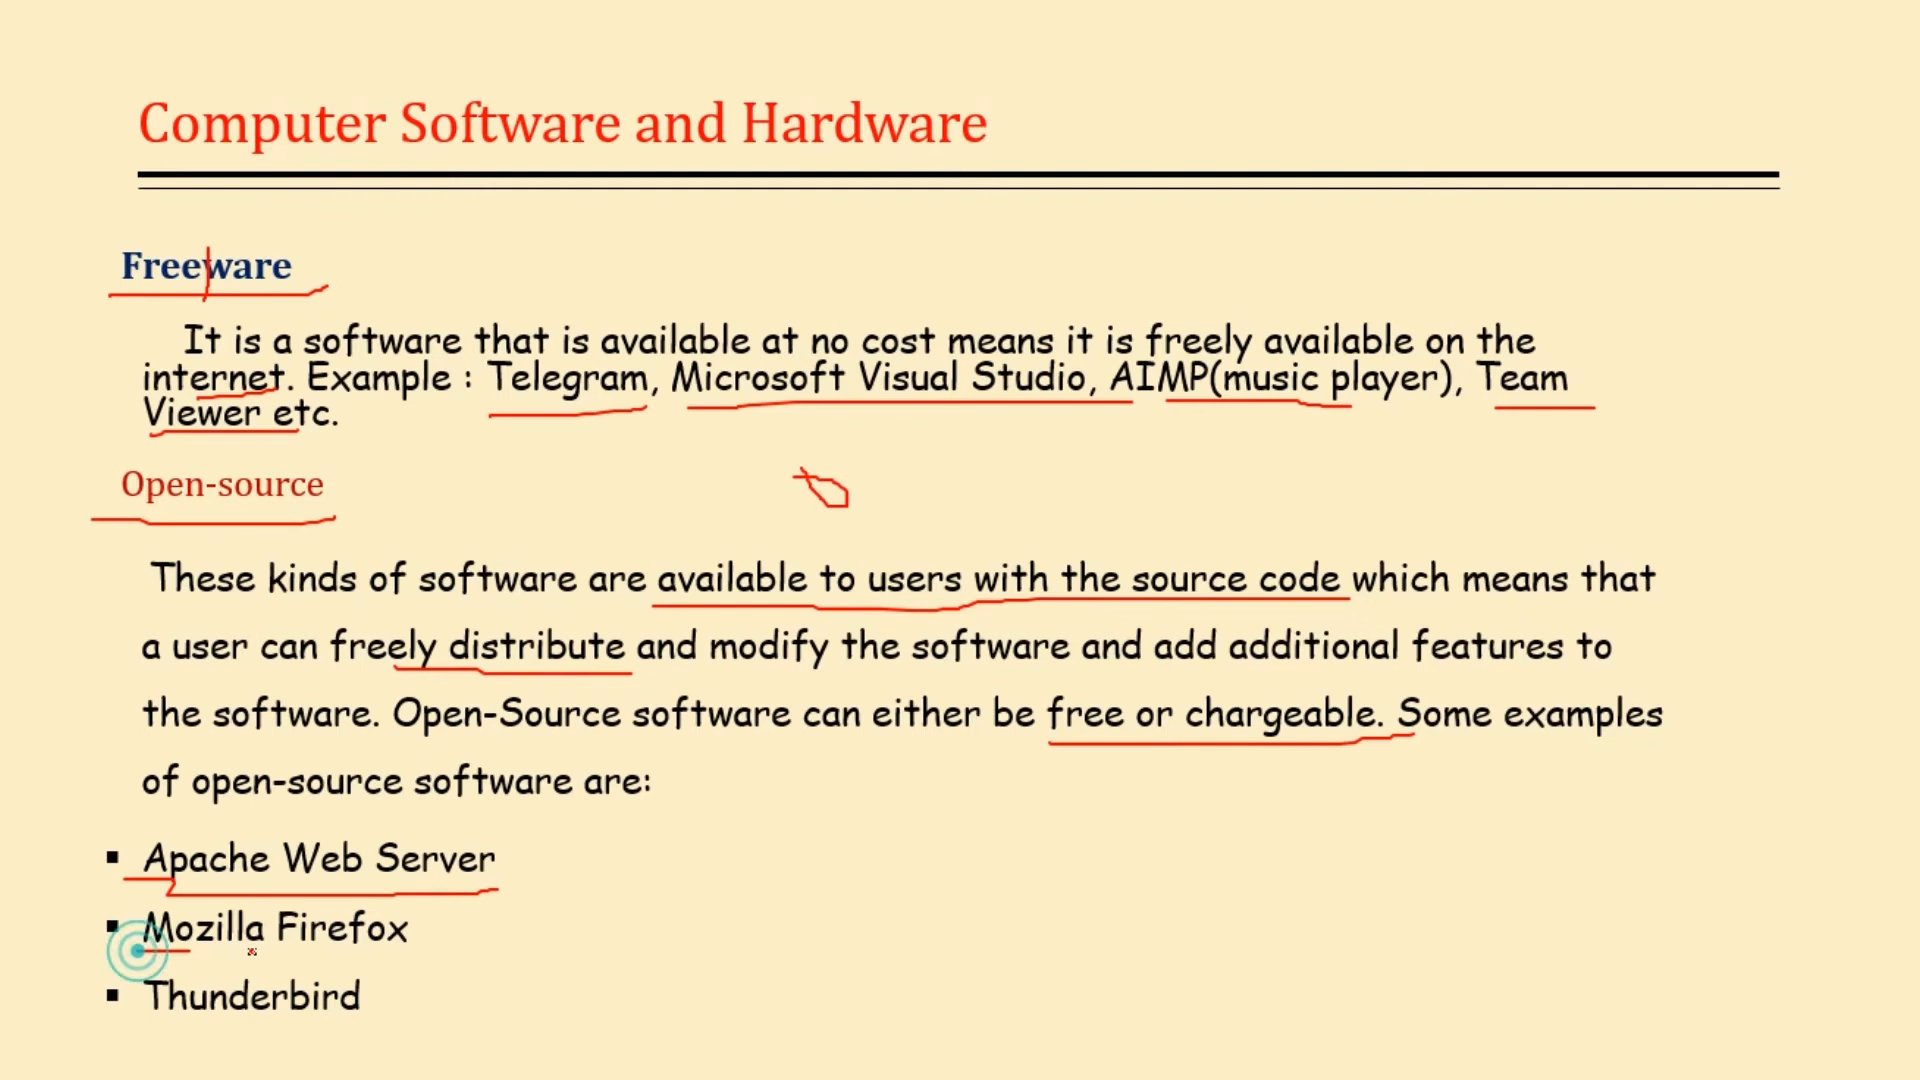 Computer Software and Hardware
Freeware
It is a software that is available at no cost means it is freely available on the
internet. Example : Telegram, Microsoft Visual Studio, AIMP(music player), Team
Viewer etc.
Open-source
These kinds of software are available to users with the source code which means that
a user can freely distribute and modify the software and add additional features to
the software. Open-Source software can either be free or chargeable. Some examples
of open-source software are:
▪ Apache Web Server
▪ Mozilla Firefox
▪ Thunderbird